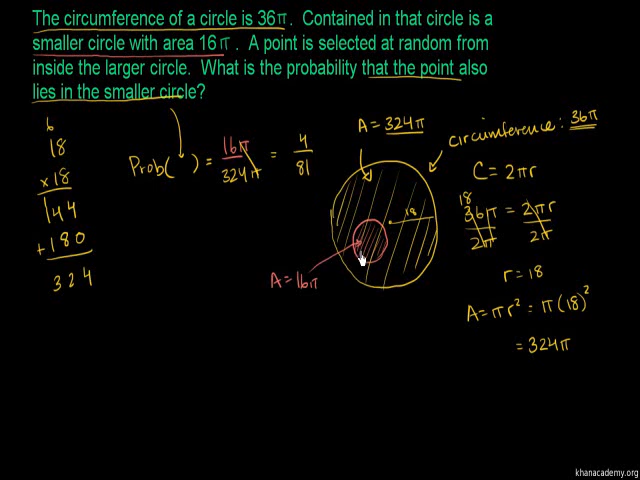 The circumference of a circle is 36π. Contained in that circle is a
smaller circle with area 16π. A point is selected at random from
inside the larger circle. What is the probability that the point also
lies in the smaller circle?
6
18
x 18
144
+ 180
324
Prob( ) = 16π / 324π = 4 / 81
A = 324π
18
A = 16π
circumference: 36π
C = 2πr
18
36π / 2π = 2πr / 2π
r = 18
A = πr² = π(18)²
= 324π
khanacademy.org